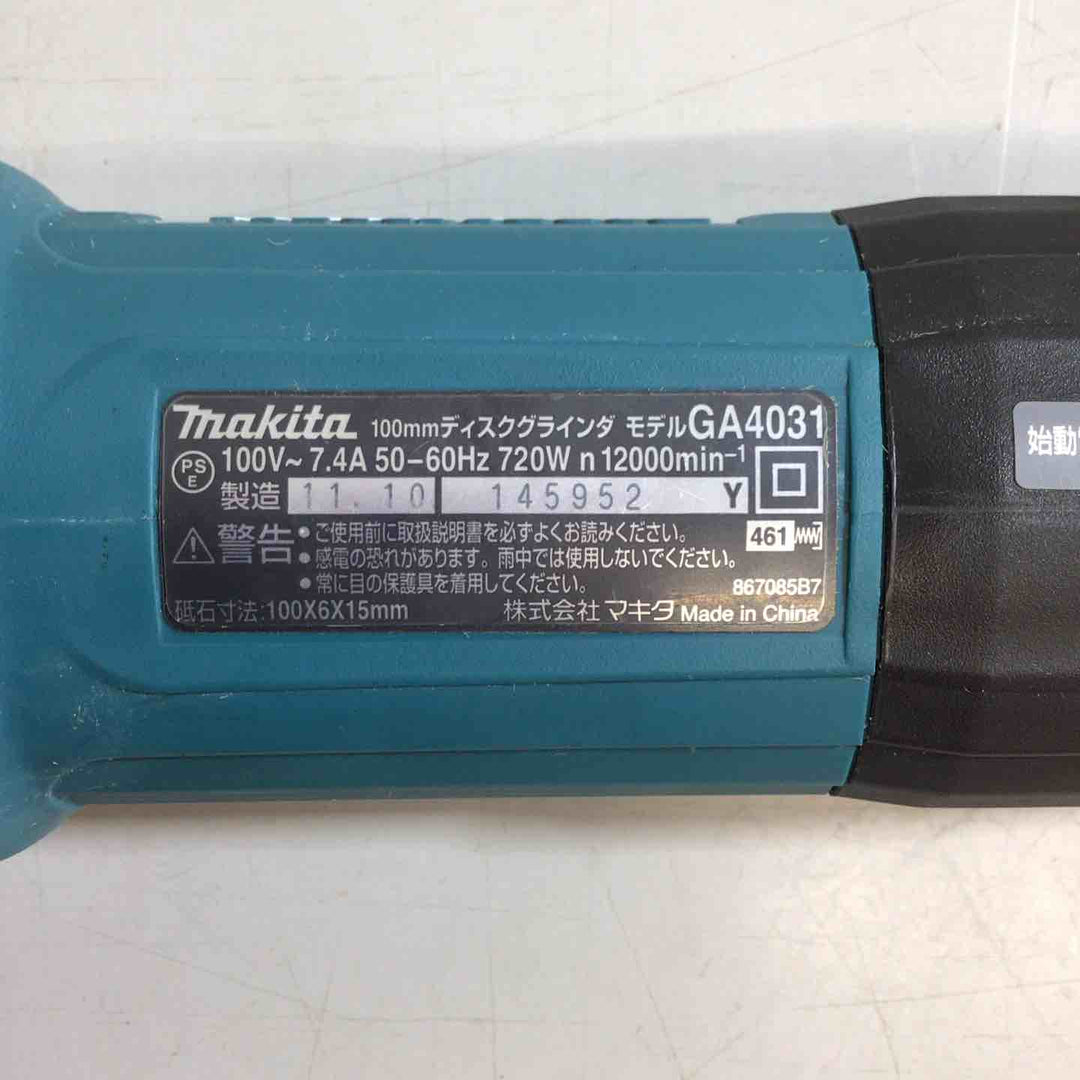 makita 100mmディスクグラインダ モデルGA4031
PS E 100V~ 7.4A 50-60Hz 720W n 12000min⁻¹
製造 11.10 145952 Y
警告 •ご使用前に取扱説明書を必ずよくお読みください。
•感電の恐れがあります。雨中では使用しないでください。
•常に目の保護具を着用してください。
461
867085B7
砥石寸法:100X6X15mm 株式会社 マキタ Made in China
始動